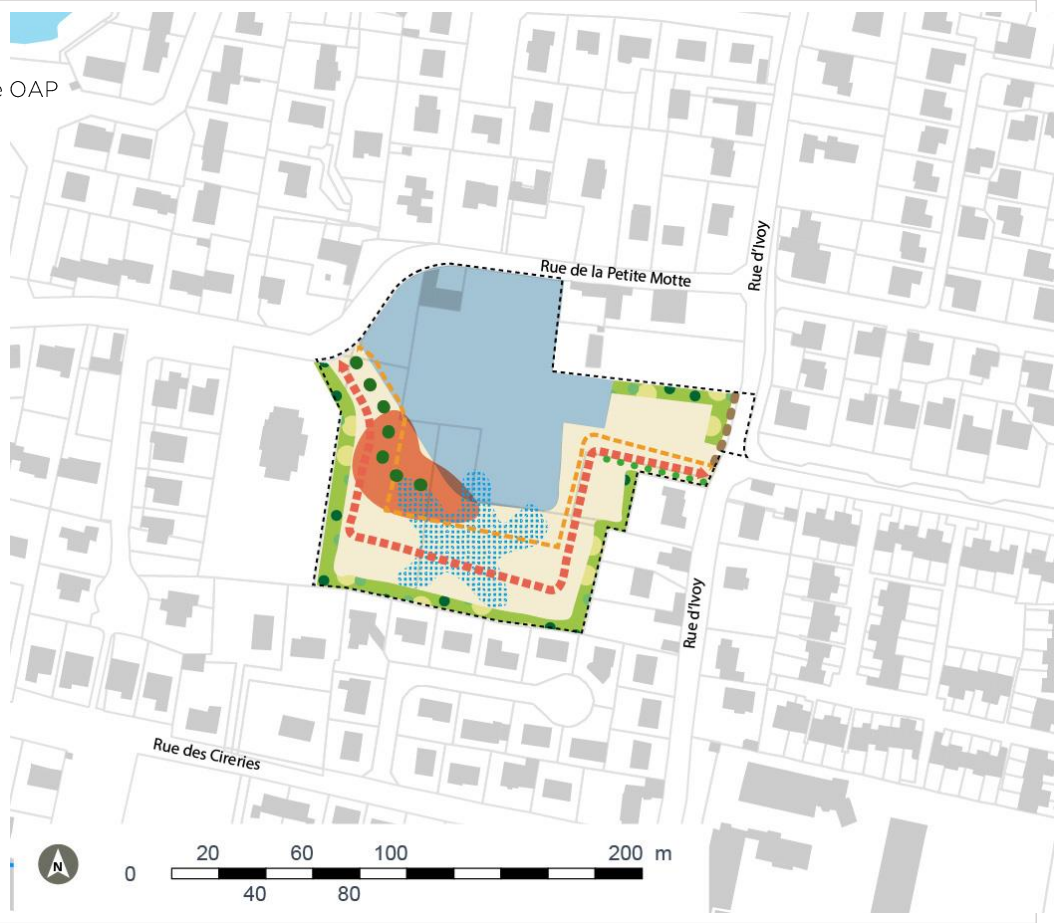 e OAP
Rue de la Petite Motte
Rue d'Ivoy
Rue d'Ivoy
Rue des Cireries
N
0 20 60 100 200 m
40 80